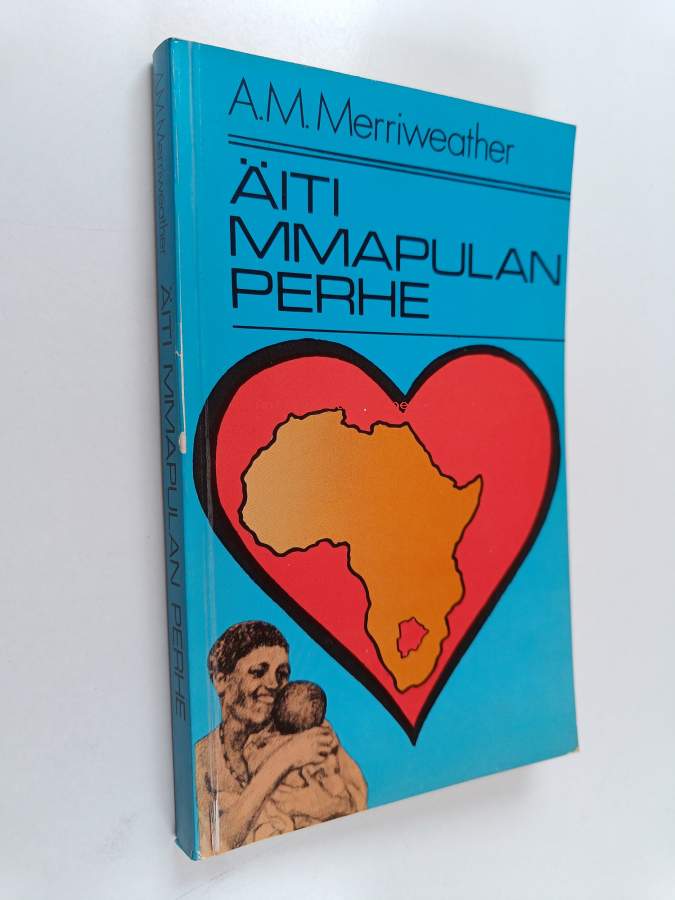 A.M. Merriweather
ÄITI
MMAPULAN
PERHE
A.M. Merriweather ÄITI MMAPULAN PERHE